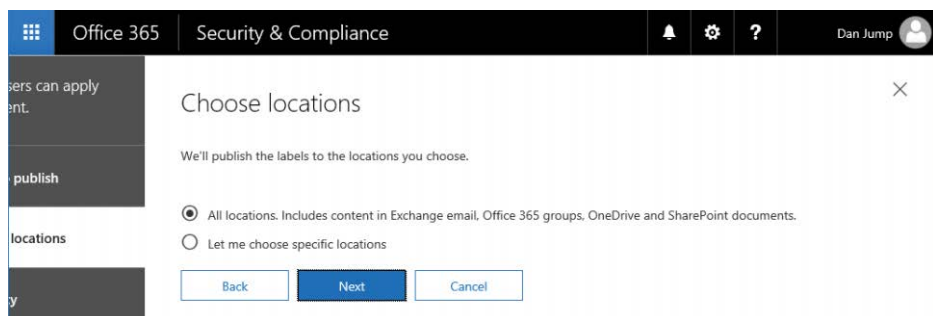 Office 365 Security & Compliance ? Dan Jump
can apply
Choose locations
We'll publish the labels to the locations you choose.
publish
All locations. Includes content in Exchange email, Office 365 groups, OneDrive and SharePoint documents.
locations
Let me choose specific locations
Back Next Cancel